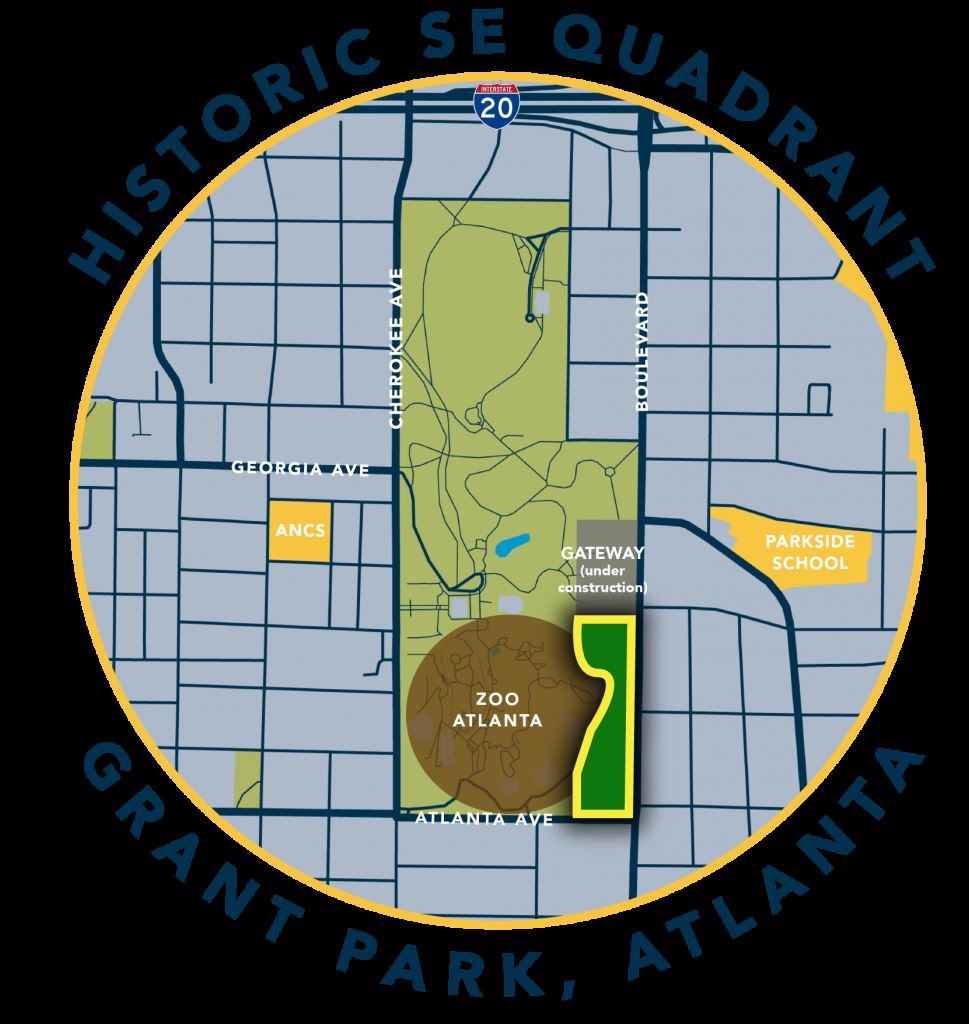 HISTORIC SE QUADRANT
INTERSTATE
20
CHEROKEE AVE
BOULEVARD
GEORGIA AVE
ANCS
GATEWAY
(under
construction)
PARKSIDE
SCHOOL
ZOO
ATLANTA
ATLANTA AVE
GRANT PARK, ATLANTA